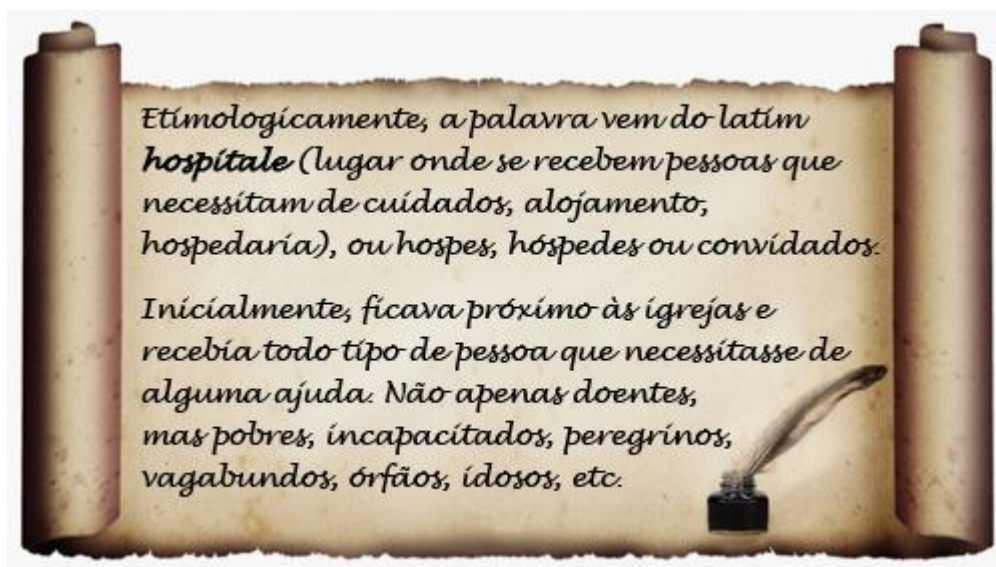 Etimologicamente, a palavra vem do latim
hospitale (lugar onde se recebem pessoas que
necessitam de cuidados, alojamento,
hospedaria), ou hospes, hóspedes ou convidados.
Inicialmente, ficava próximo às igrejas e
recebia todo tipo de pessoa que necessitasse de
alguma ajuda. Não apenas doentes,
mas pobres, incapacitados, peregrinos,
vagabundos, órfãos, idosos, etc.